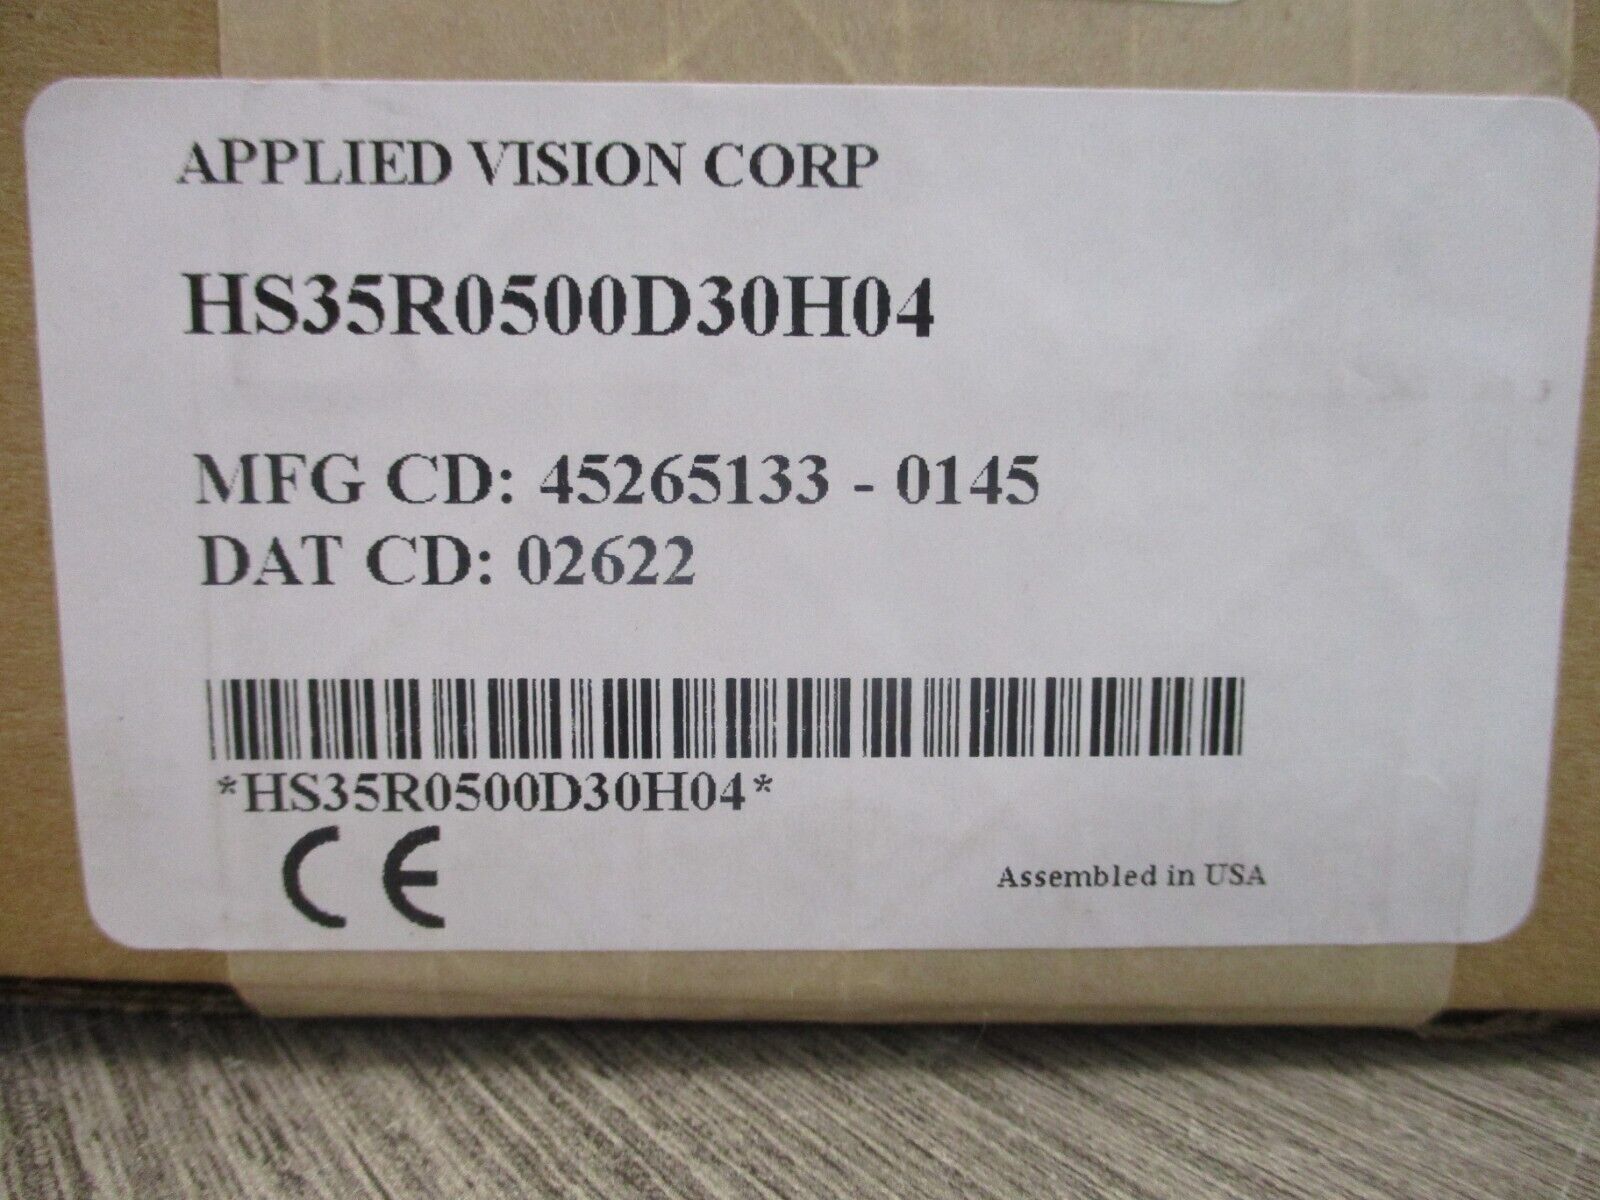 APPLIED VISION CORP
HS35R0500D30H04
MFG CD: 45265133 - 0145
DAT CD: 02622
*HS35R0500D30H04*
CE
Assembled in USA